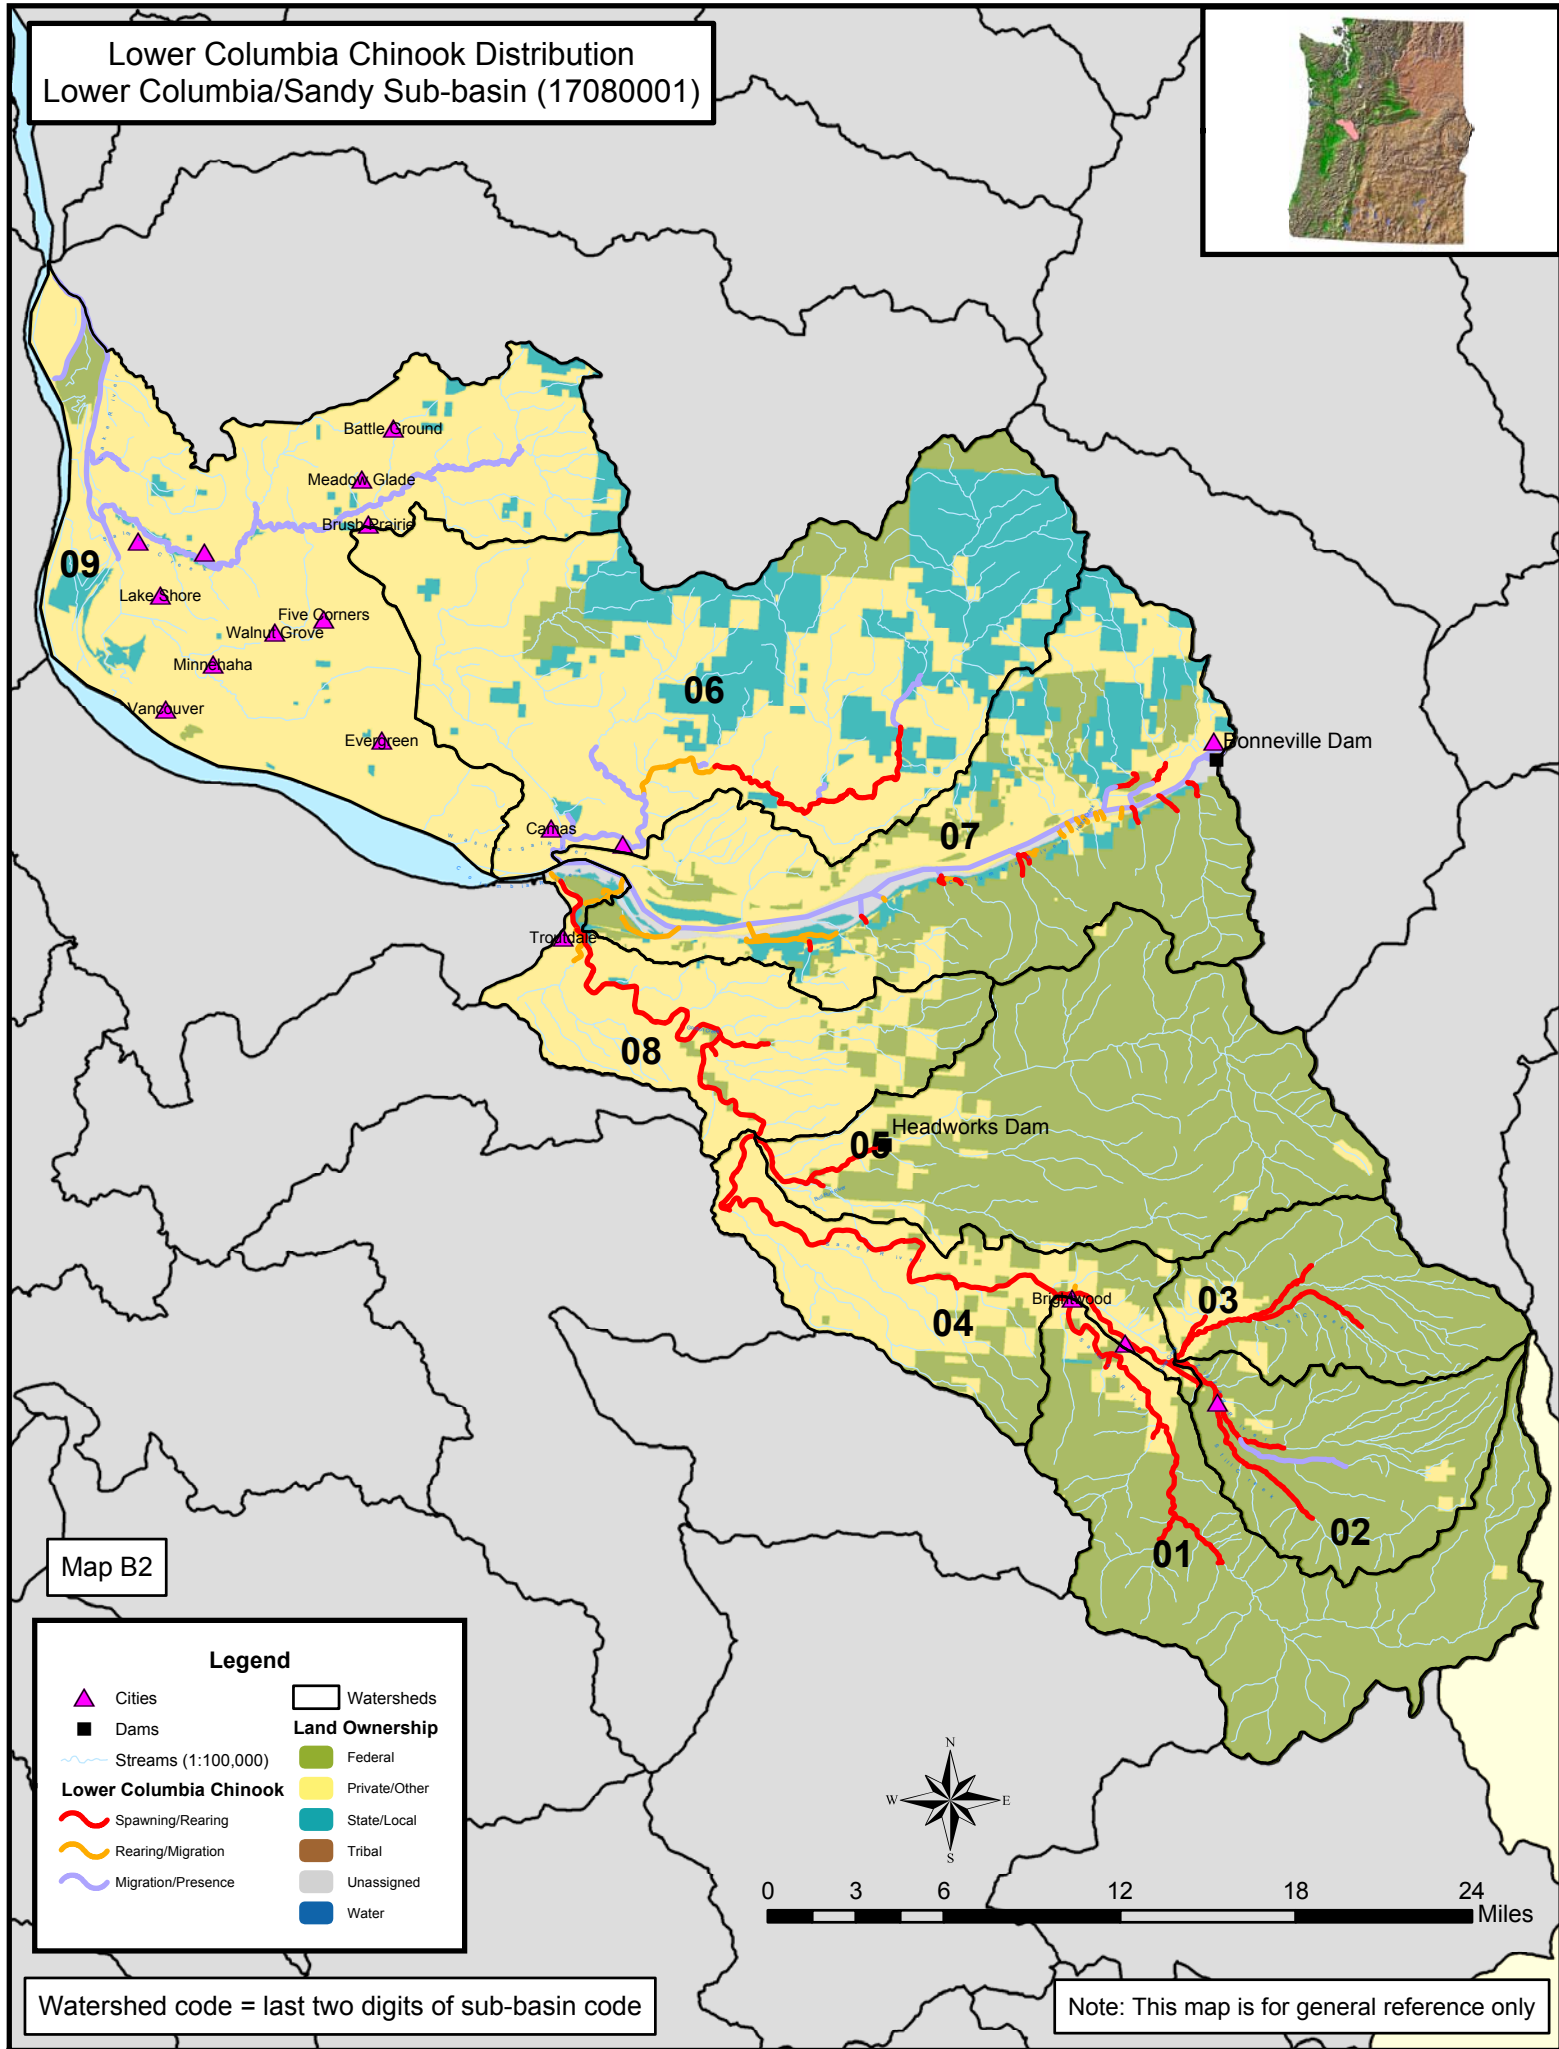 Lower Columbia Chinook Distribution
Lower Columbia/Sandy Sub-basin (17080001)
Battle Ground
Meadow Glade
Brush Prairie
09
Lake Shore
Five Corners
Walnut Grove
Minnehaha
06
Vancouver
Evergreen
Bonneville Dam
Camas
07
Troutdale
08
Headworks Dam
05
Brightwood
03
04
02
01
Map B2
Legend
Cities
Dams
Streams (1:100,000)
Lower Columbia Chinook
Spawning/Rearing
Rearing/Migration
Migration/Presence
Watersheds
Land Ownership
Federal
Private/Other
State/Local
Tribal
Unassigned
Water
N
W E
S
0 3 6 12 18 24
Miles
Watershed code = last two digits of sub-basin code
Note: This map is for general reference only